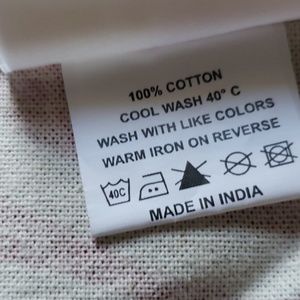 100% COTTON
COOL WASH 40° C
WASH WITH LIKE COLORS
WARM IRON ON REVERSE
40C
MADE IN INDIA